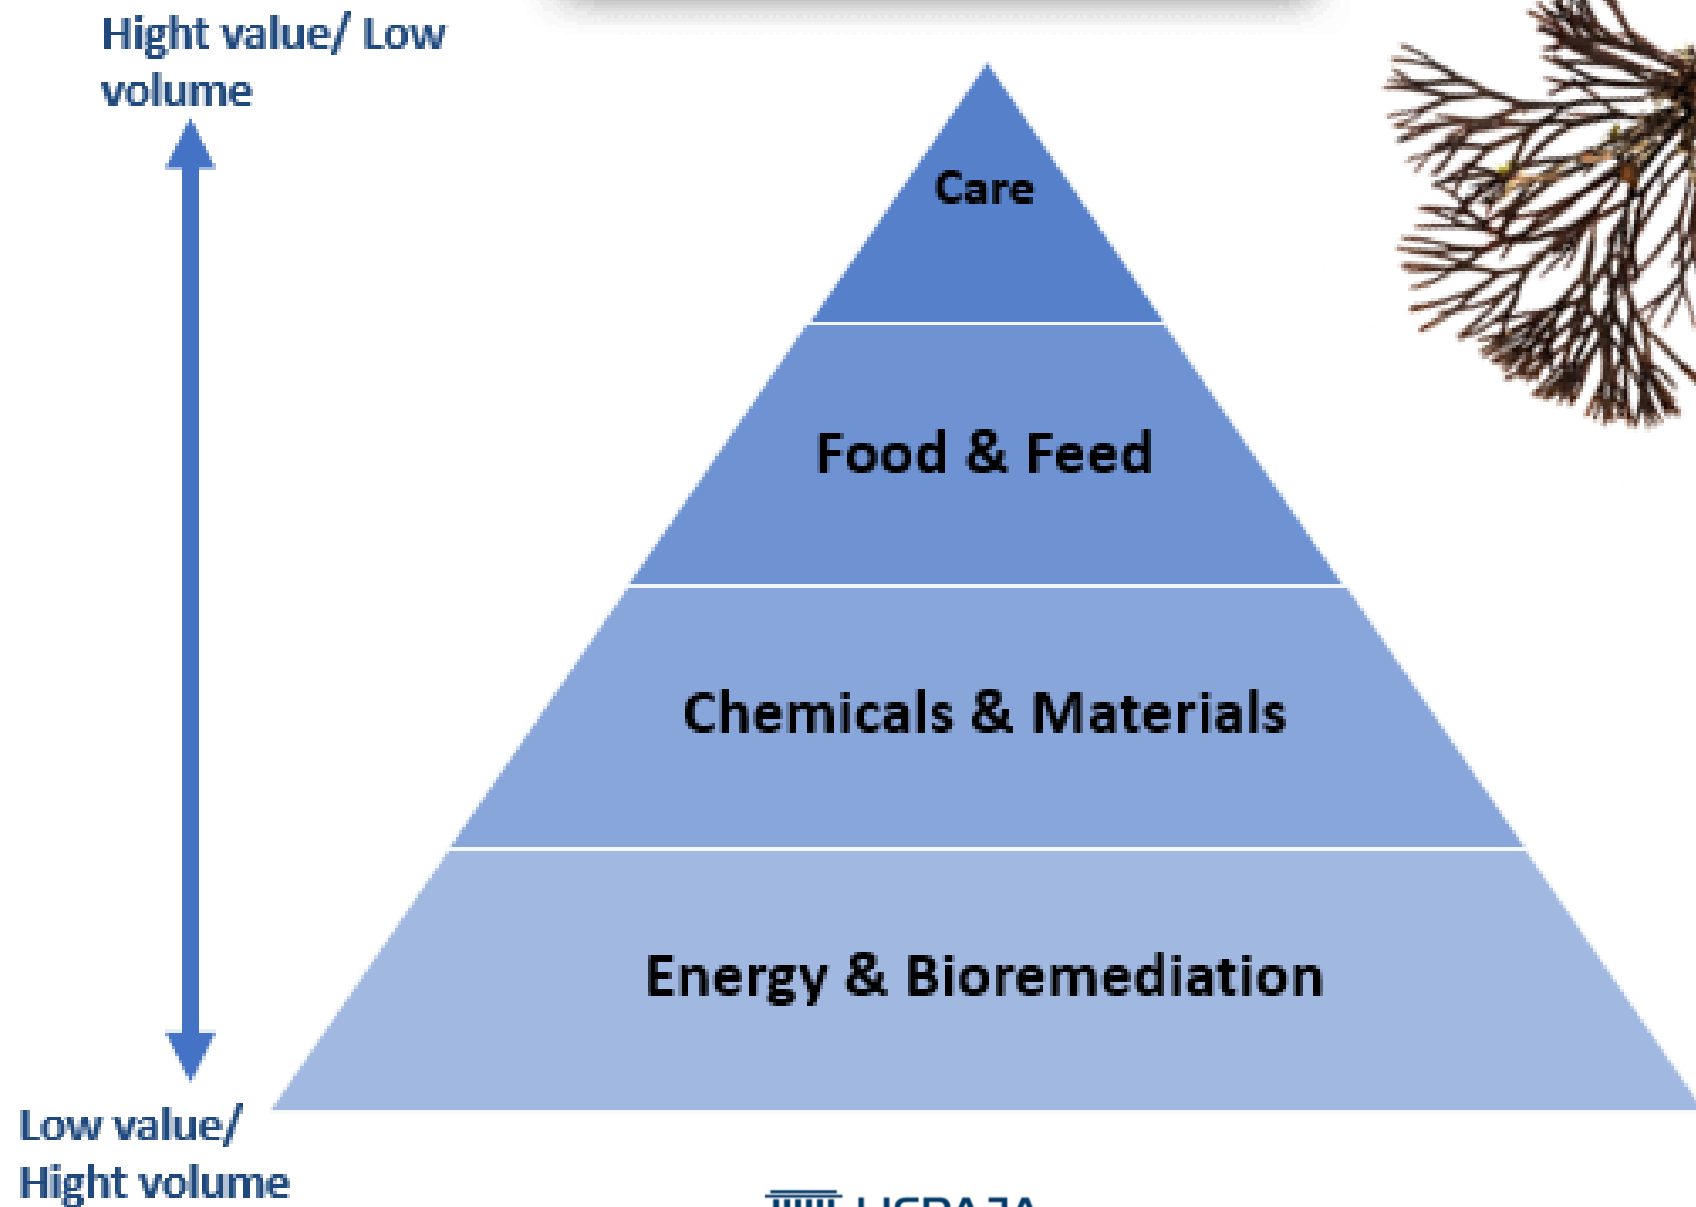 Hight value/ Low
volume
Care
Food & Feed
Chemicals & Materials
Energy & Bioremediation
Low value/
Hight volume